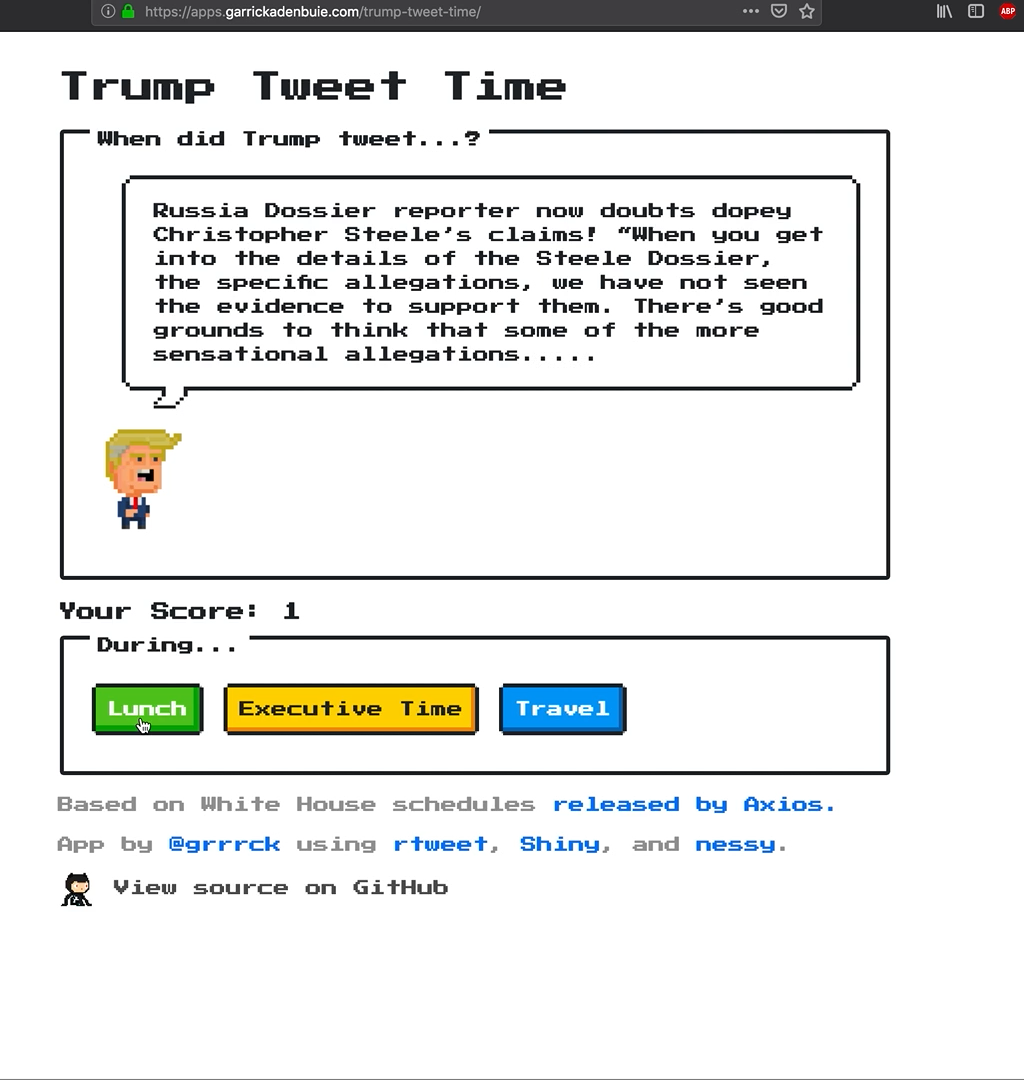 https://apps.garrickadenbuie.com/trump-tweet-time/
ABP
Trump Tweet Time
When did Trump tweet...?
Russia Dossier reporter now doubts dopey
Christopher Steele’s claims! “When you get
into the details of the Steele Dossier,
the specific allegations, we have not seen
the evidence to support them. There’s good
grounds to think that some of the more
sensational allegations.....
Your Score: 1
During...
Lunch Executive Time Travel
Based on White House schedules released by Axios.
App by @grrrck using rtweet, Shiny, and nessy.
View source on GitHub